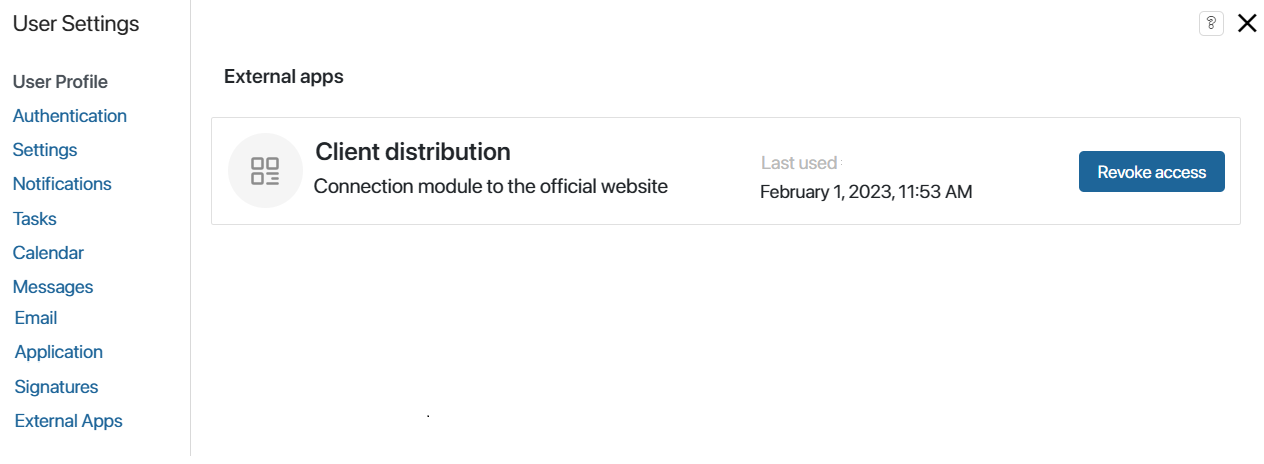 User Settings
?
User Profile
Authentication
Settings
Notifications
Tasks
Calendar
Messages
Email
Application
Signatures
External Apps
External apps
Client distribution
Connection module to the official website
Last used :
February 1, 2023, 11:53 AM
Revoke access